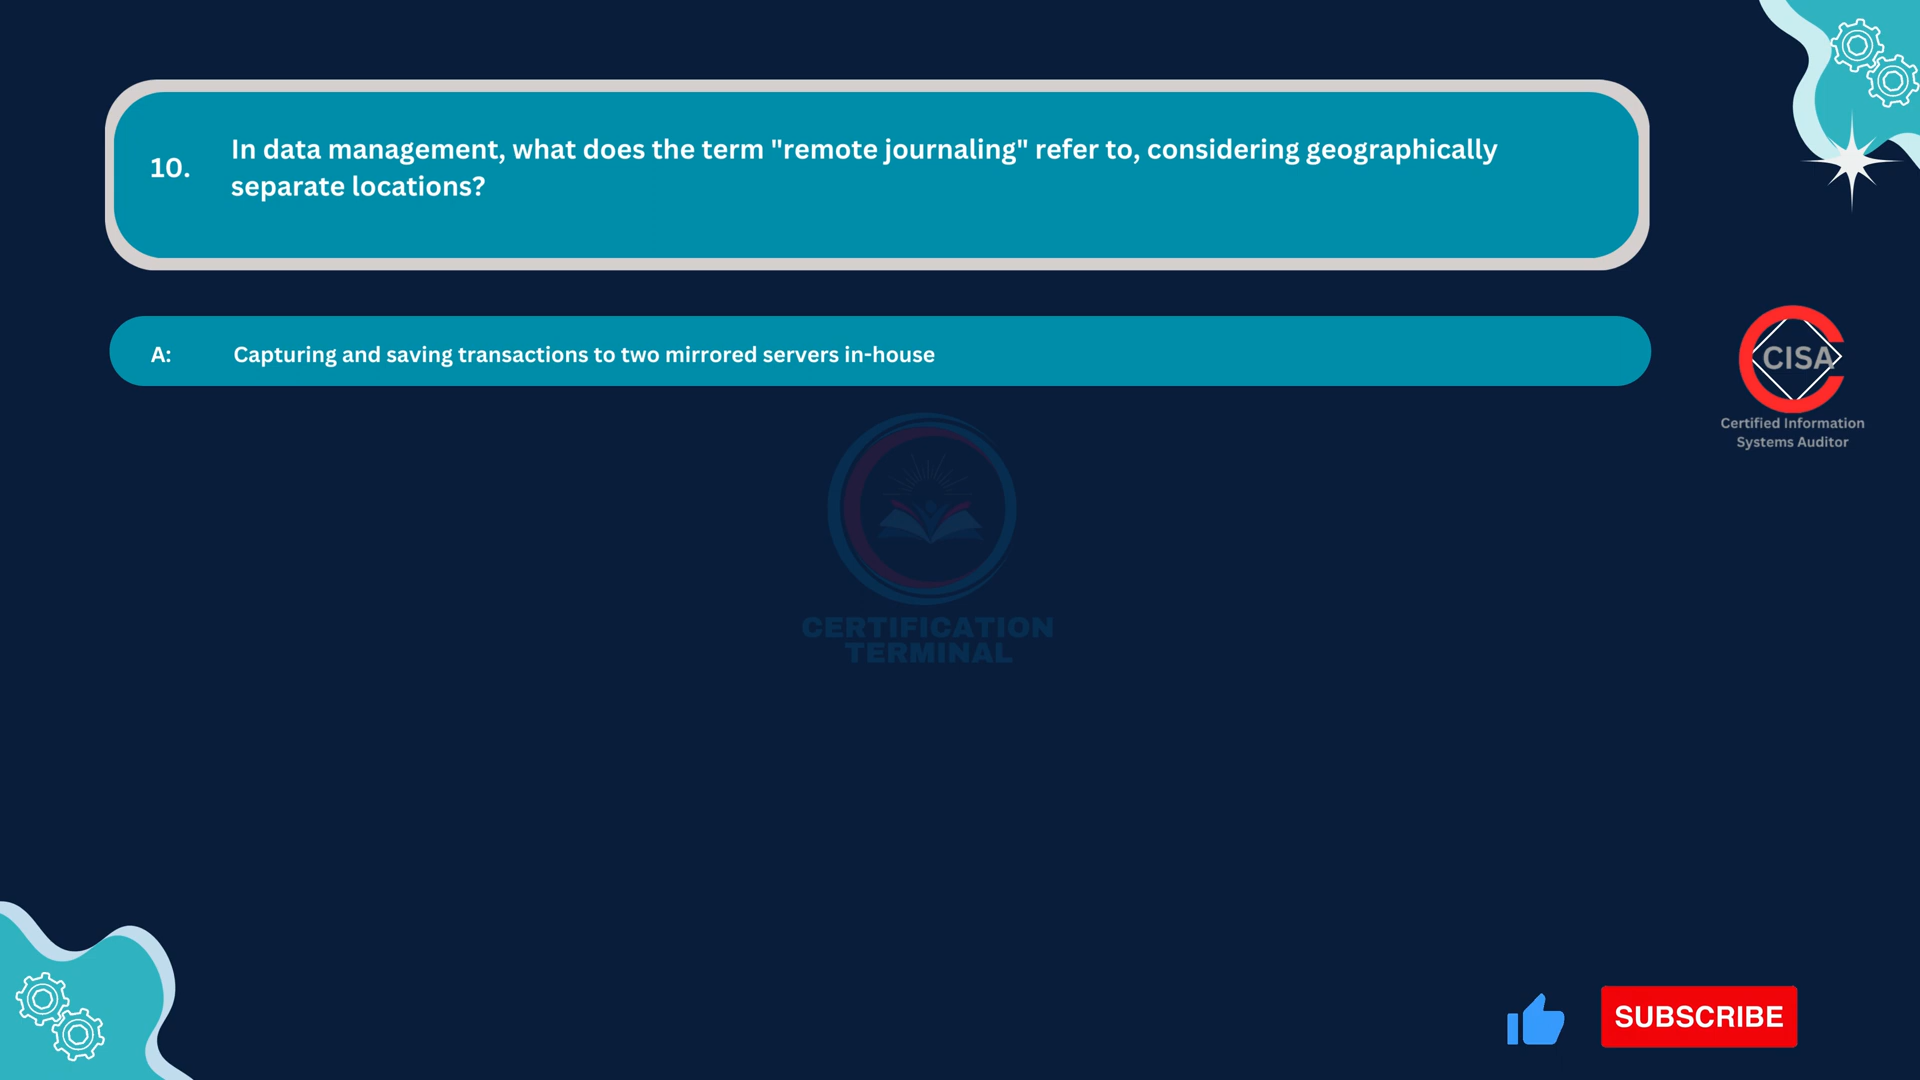 10.
In data management, what does the term "remote journaling" refer to, considering geographically
separate locations?
A: Capturing and saving transactions to two mirrored servers in-house
CISA
Certified Information
Systems Auditor
CERTIFICATION
TERMINAL
SUBSCRIBE